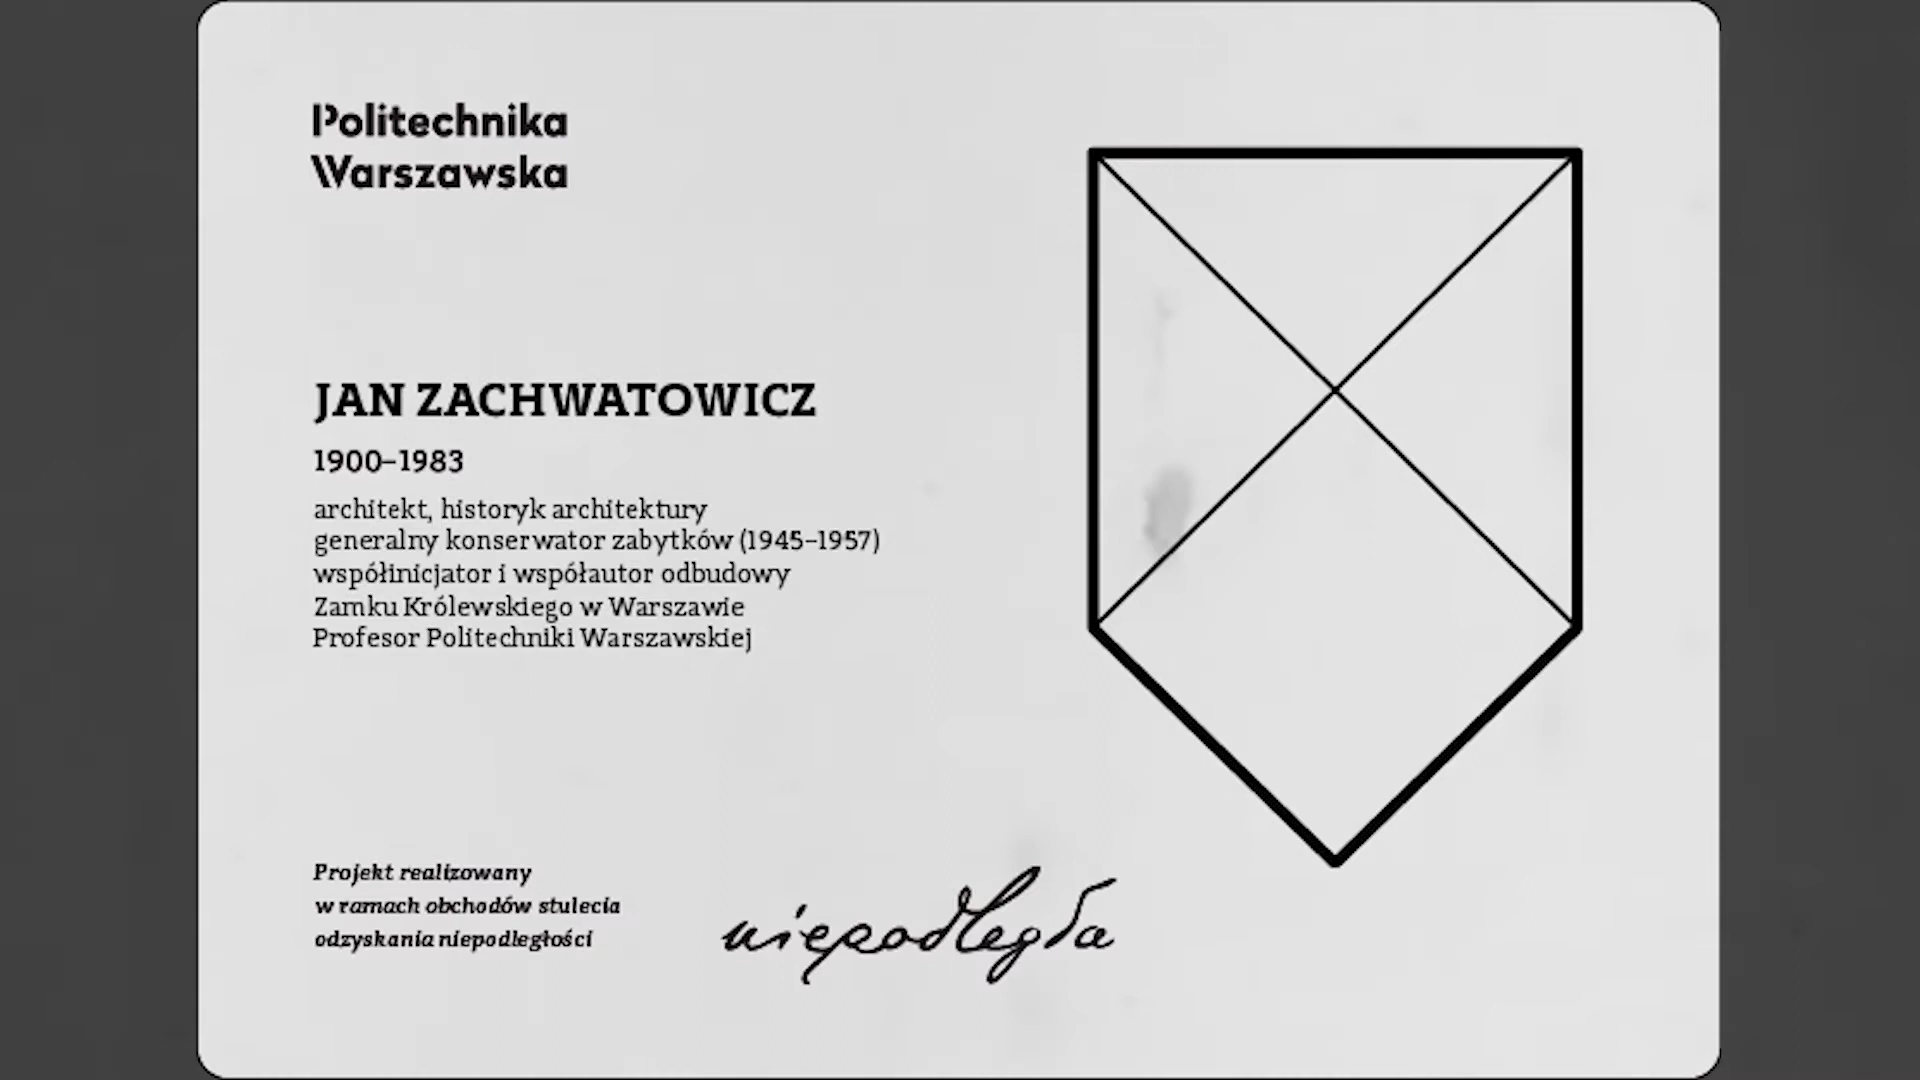 Politechnika
Warszawska
JAN ZACHWATOWICZ
1900–1983
architekt, historyk architektury
generalny konserwator zabytków (1945–1957)
współinicjator i współautor odbudowy
Zamku Królewskiego w Warszawie
Profesor Politechniki Warszawskiej
Projekt realizowany
w ramach obchodów stulecia
odzyskania niepodległości
niepodległa